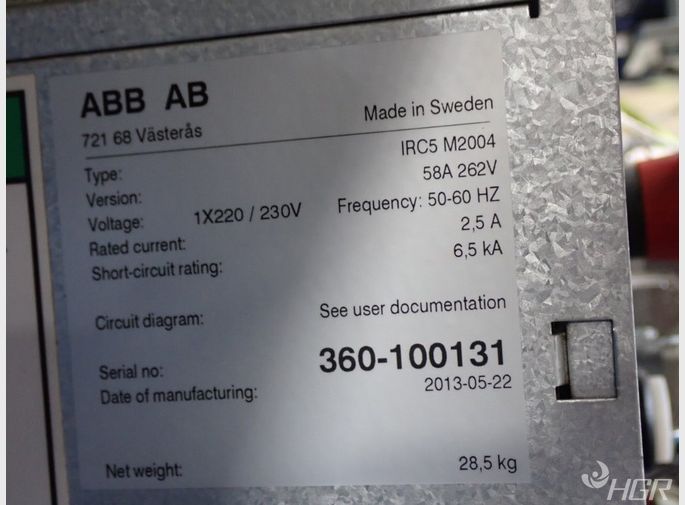 ABB AB
721 68 Västerås
Made in Sweden
Type: IRC5 M2004
Version: 58A 262V
Voltage: 1X220 / 230V Frequency: 50-60 HZ
Rated current: 2,5 A
Short-circuit rating: 6,5 kA
Circuit diagram: See user documentation
Serial no: 360-100131
Date of manufacturing: 2013-05-22
Net weight: 28,5 kg
HGR